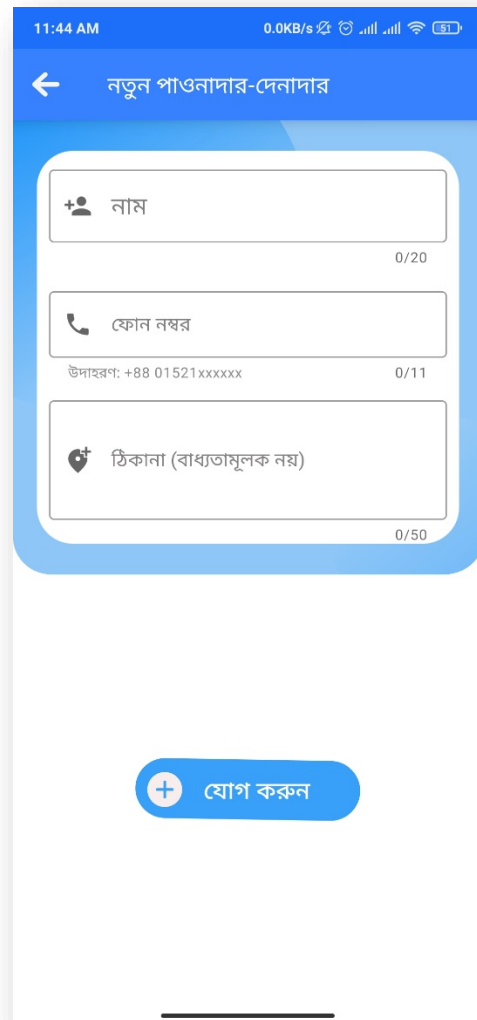 11:44 AM 0.0KB/s 51
নতুন পাওনাদার-দেনাদার
নাম
0/20
ফোন নম্বর
উদাহরণ: +88 01521xxxxxx 0/11
ঠিকানা (বাধ্যতামূলক নয়)
0/50
যোগ করুন